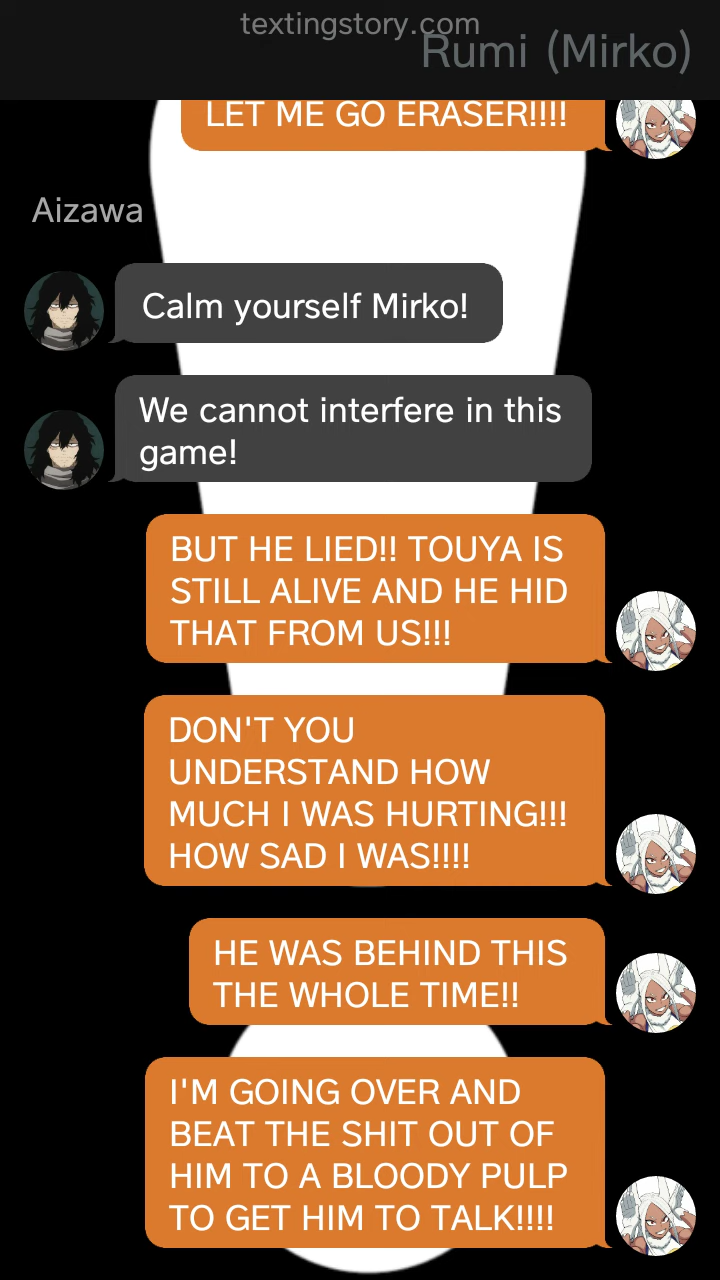 textingstory.com
Rumi (Mirko)
LET ME GO ERASER!!!!
Aizawa
Calm yourself Mirko!
We cannot interfere in this
game!
BUT HE LIED!! TOUYA IS
STILL ALIVE AND HE HID
THAT FROM US!!!
DON'T YOU
UNDERSTAND HOW
MUCH I WAS HURTING!!!
HOW SAD I WAS!!!!
HE WAS BEHIND THIS
THE WHOLE TIME!!
I'M GOING OVER AND
BEAT THE SHIT OUT OF
HIM TO A BLOODY PULP
TO GET HIM TO TALK!!!!